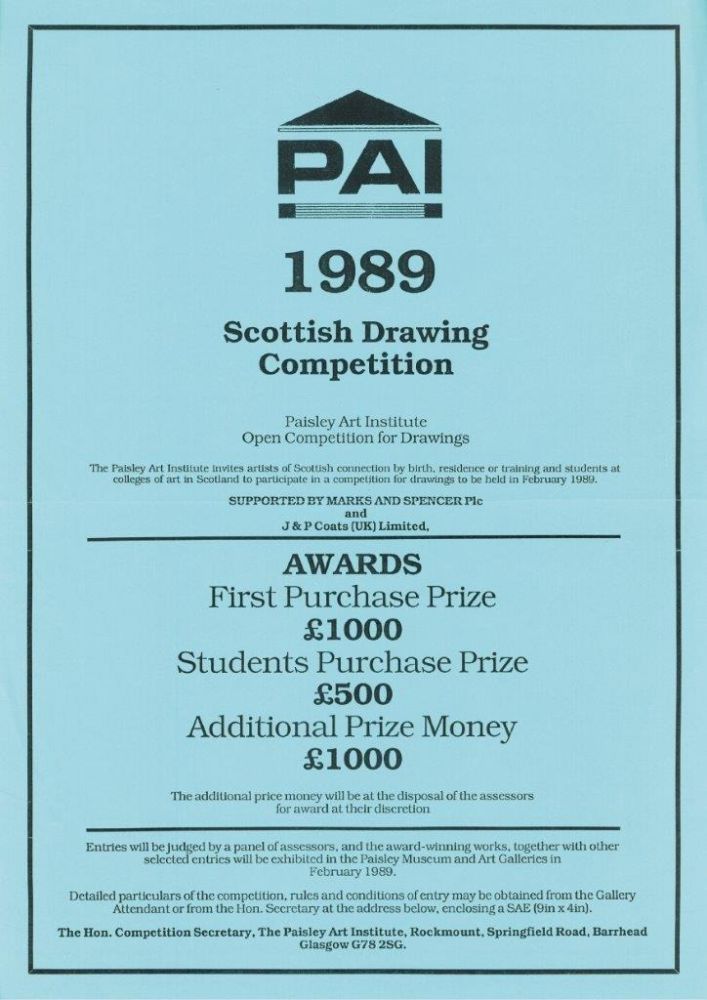 PAI
1989
Scottish Drawing
Competition
Paisley Art Institute
Open Competition for Drawings
The Paisley Art Institute invites artists of Scottish connection by birth, residence or training and students at
colleges of art in Scotland to participate in a competition for drawings to be held in February 1989.
SUPPORTED BY MARKS AND SPENCER Plc
and
J & P Coats (UK) Limited,
AWARDS
First Purchase Prize
£1000
Students Purchase Prize
£500
Additional Prize Money
£1000
The additional price money will be at the disposal of the assessors
for award at their discretion
Entries will be judged by a panel of assessors, and the award-winning works, together with other
selected entries will be exhibited in the Paisley Museum and Art Galleries in
February 1989.
Detailed particulars of the competition, rules and conditions of entry may be obtained from the Gallery
Attendant or from the Hon. Secretary at the address below, enclosing a SAE (9in x 4in).
The Hon. Competition Secretary, The Paisley Art Institute, Rockmount, Springfield Road, Barrhead
Glasgow G78 2SG.